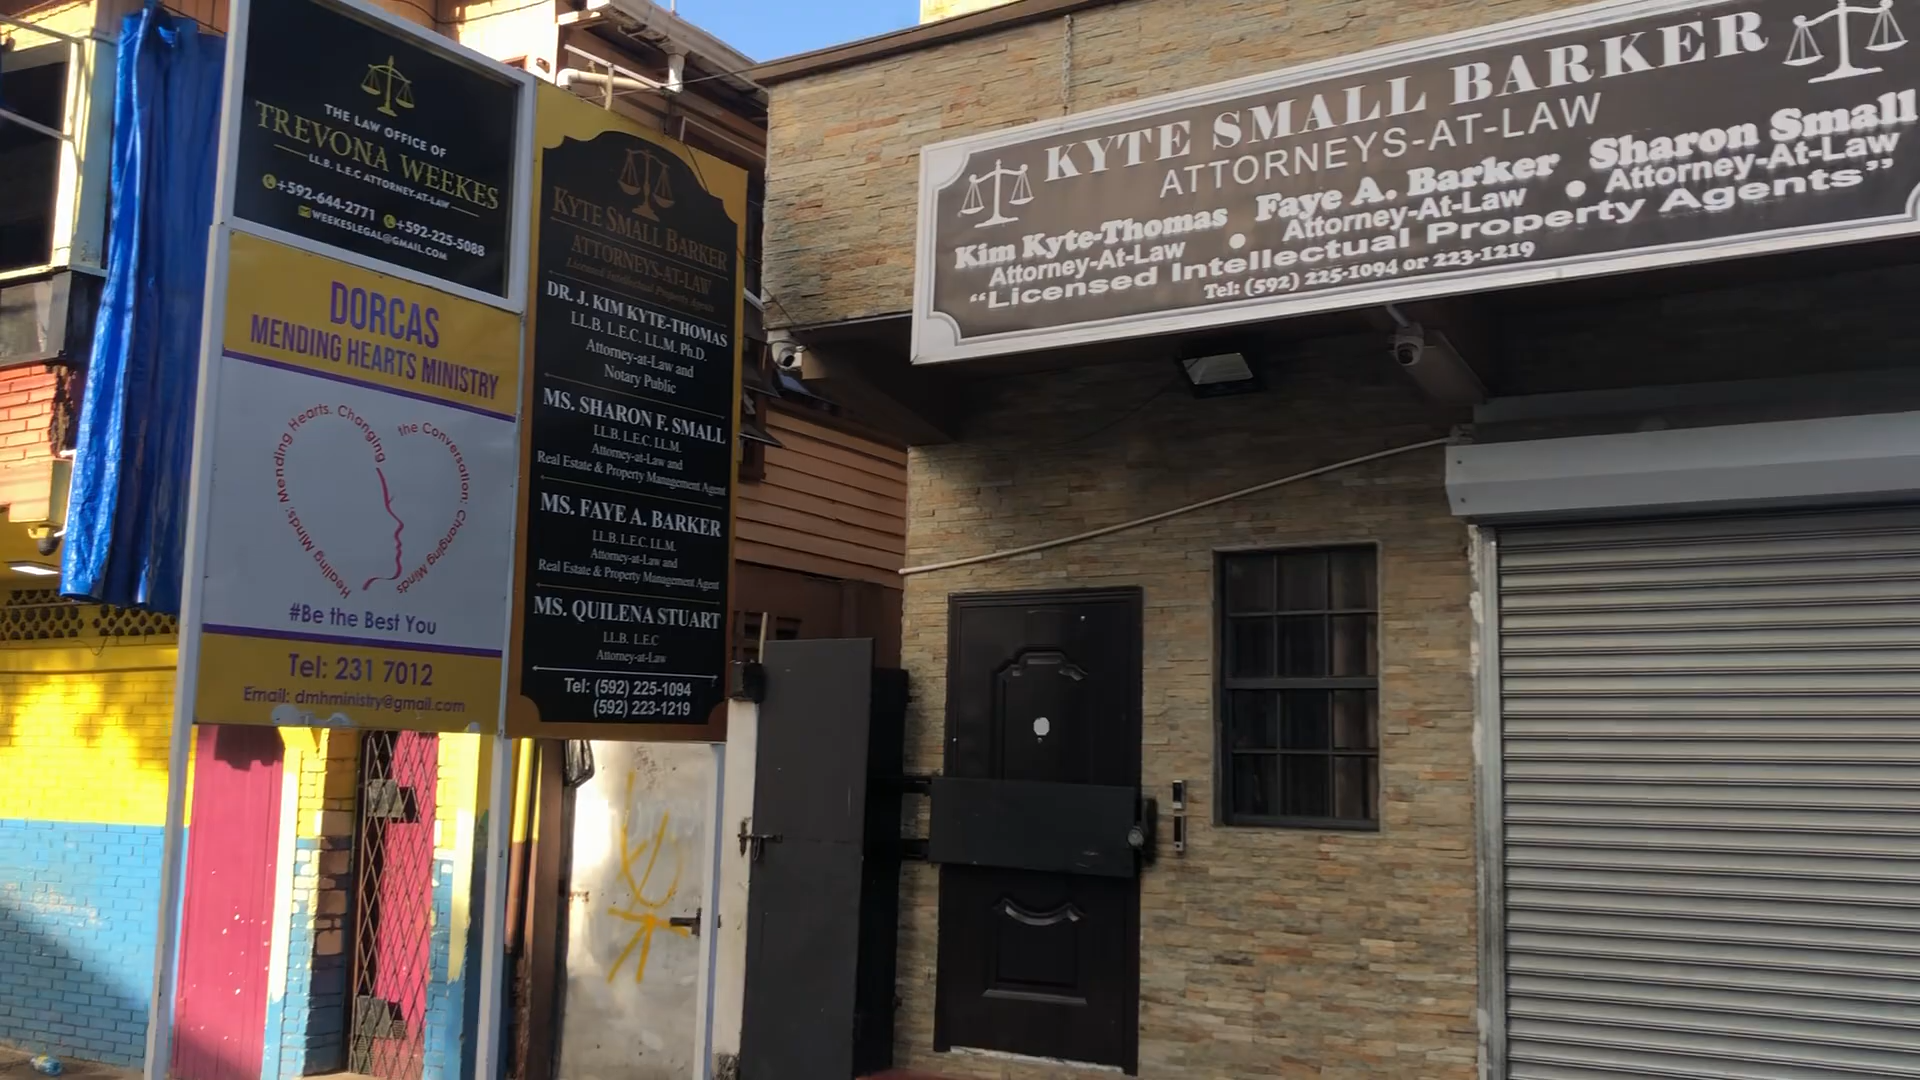 THE LAW OFFICE OF
TREVONA WEEKES
LL.B. L.E.C ATTORNEY-AT-LAW
+592-644-2771 +592-225-5088
WEEKESLEGAL@GMAIL.COM
DORCAS
MENDING HEARTS MINISTRY
Healing Minds. Mending Hearts. Changing
the Conversation. Changing Minds
#Be the Best You
Tel: 231 7012
Email: dmhministry@gmail.com
KYTE SMALL BARKER
ATTORNEYS-AT-LAW
Licensed Intellectual Property Agents
DR. J. KIM KYTE-THOMAS
LL.B. L.E.C. LL.M. Ph.D.
Attorney-at-Law and
Notary Public
MS. SHARON F. SMALL
LL.B. L.E.C. LL.M.
Attorney-at-Law and
Real Estate & Property Management Agent
MS. FAYE A. BARKER
LL.B. L.E.C. LL.M.
Attorney-at-Law and
Real Estate & Property Management Agent
MS. QUILENA STUART
LL.B. L.E.C
Attorney-at-Law
Tel: (592) 225-1094
(592) 223-1219
KYTE SMALL BARKER
ATTORNEYS-AT-LAW
Kim Kyte-Thomas Faye A. Barker Sharon Small
Attorney-At-Law • Attorney-At-Law • Attorney-At-Law
“Licensed Intellectual Property Agents”
Tel: (592) 225-1094 or 223-1219